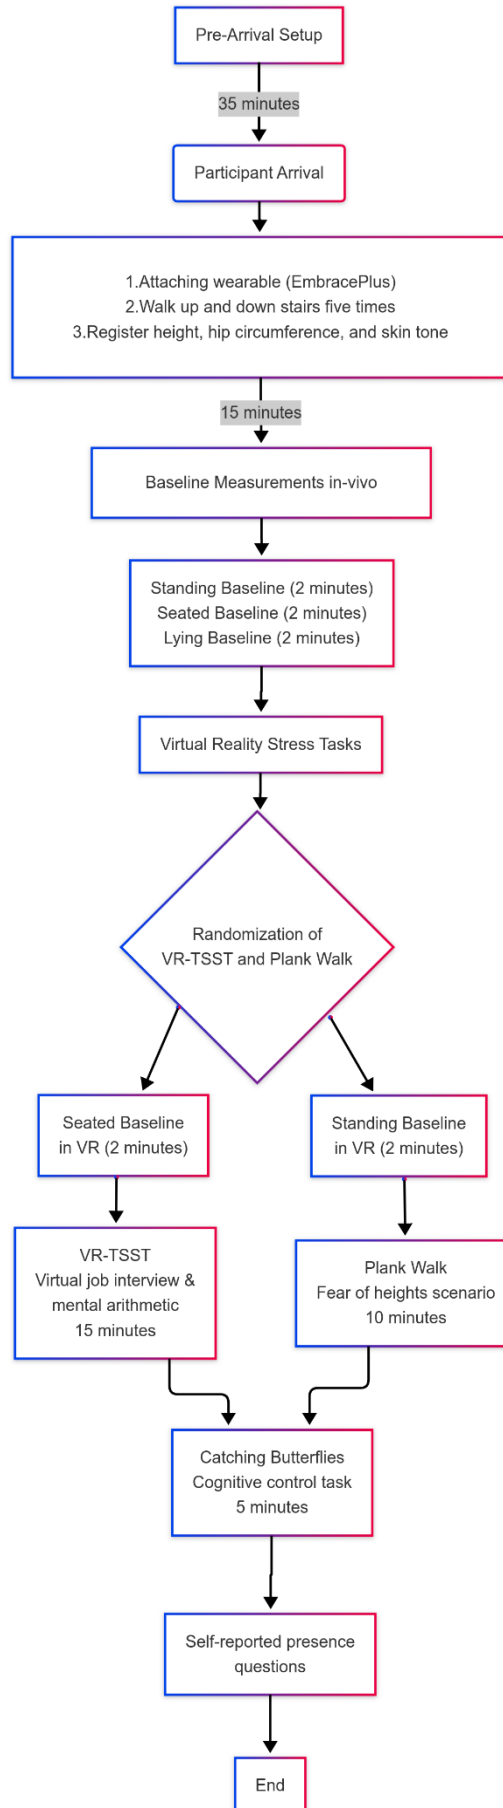 Pre-Arrival Setup
35 minutes
Participant Arrival
1.Attaching wearable (EmbracePlus)
2.Walk up and down stairs five times
3.Register height, hip circumference, and skin tone
15 minutes
Baseline Measurements in-vivo
Standing Baseline (2 minutes)
Seated Baseline (2 minutes)
Lying Baseline (2 minutes)
Virtual Reality Stress Tasks
Randomization of
VR-TSST and Plank Walk
Seated Baseline
in VR (2 minutes)
Standing Baseline
in VR (2 minutes)
VR-TSST
Virtual job interview &
mental arithmetic
15 minutes
Plank Walk
Fear of heights scenario
10 minutes
Catching Butterflies
Cognitive control task
5 minutes
Self-reported presence
questions
End